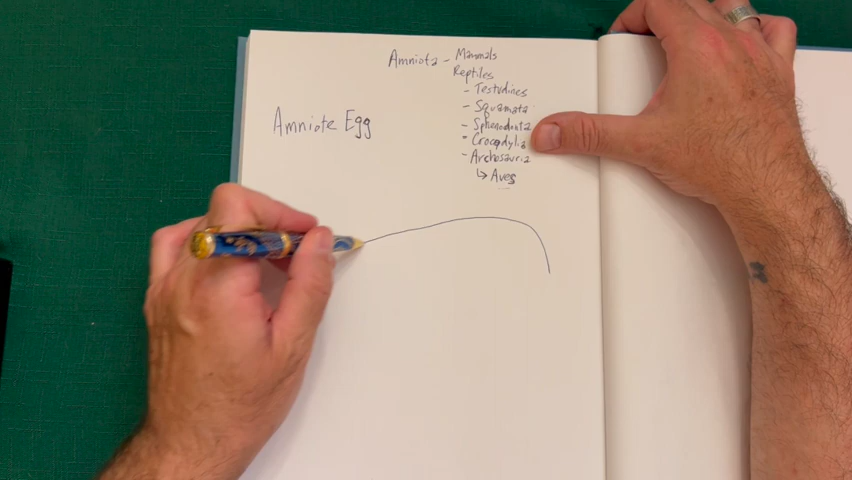 Amniota - Mammals
Reptiles
- Testudines
- Squamata
- Sphenodonta
- Crocodylia
- Archosauria
↳ Aves
Amniote Egg